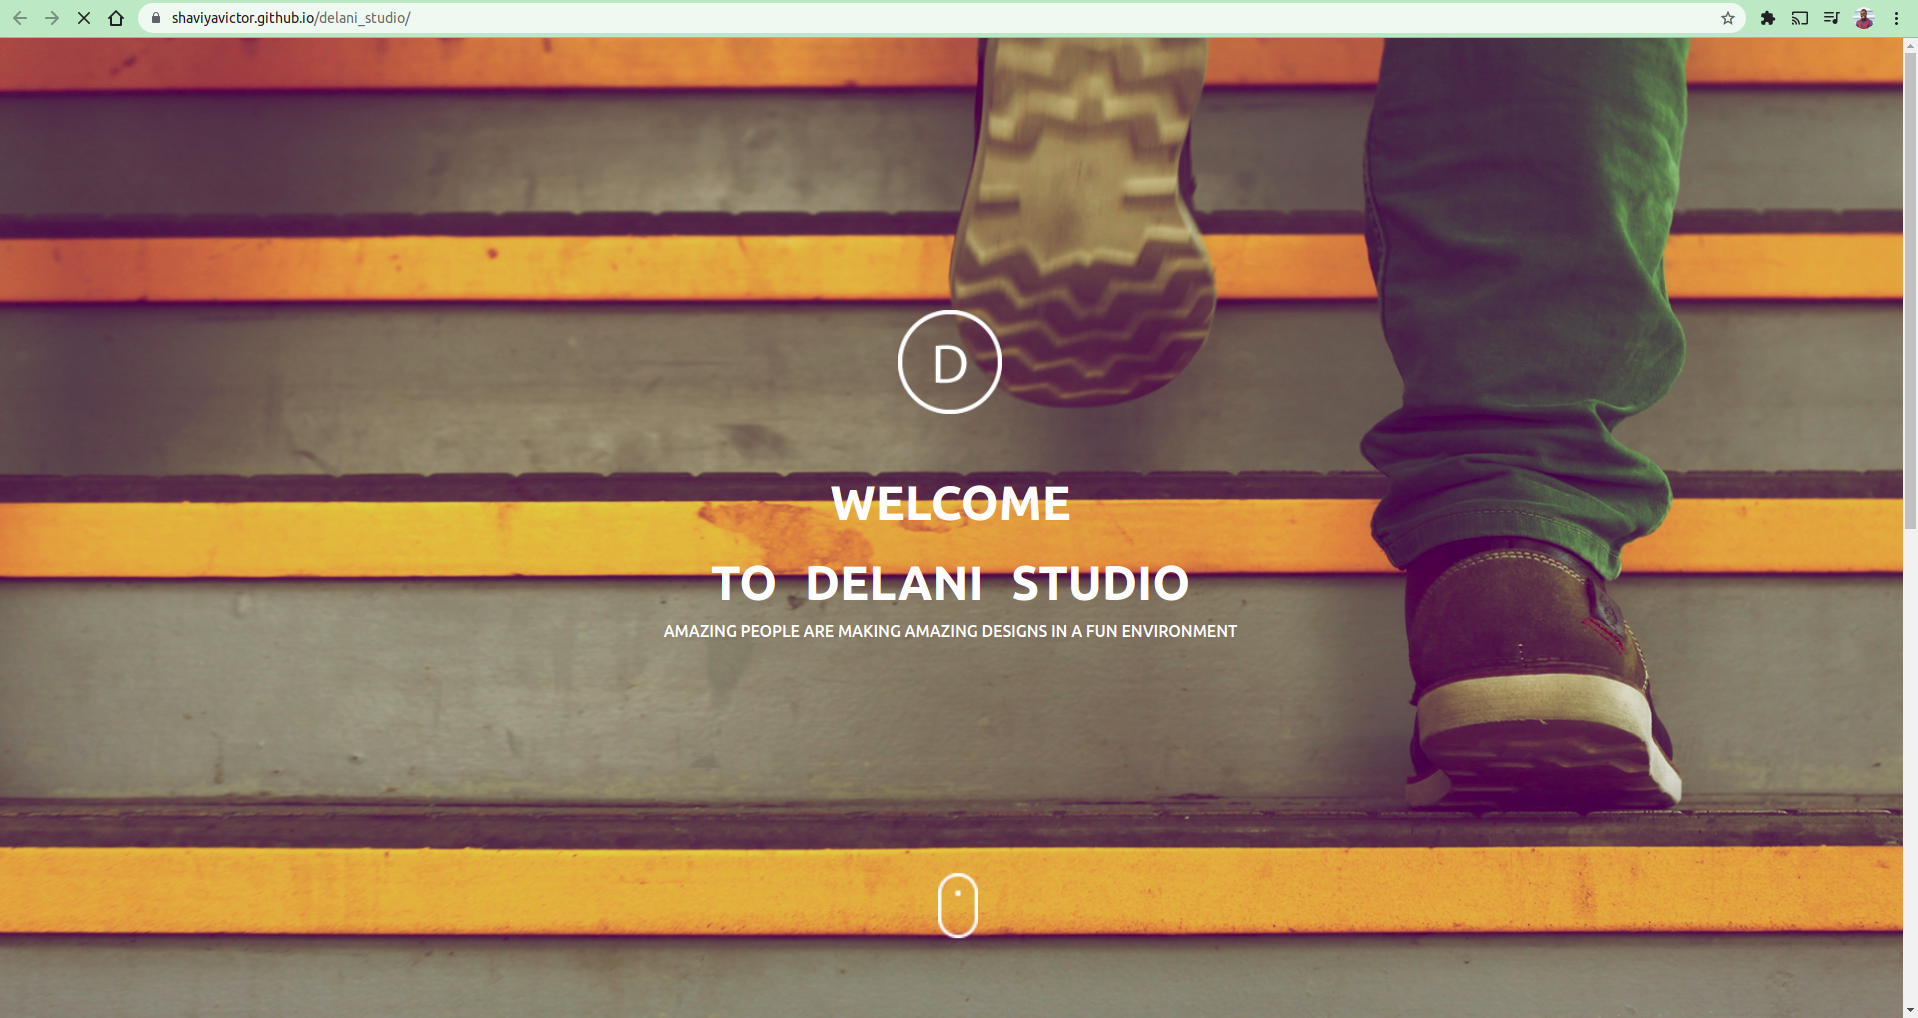 shaviyavictor.github.io/delani_studio/
D
WELCOME
TO DELANI STUDIO
AMAZING PEOPLE ARE MAKING AMAZING DESIGNS IN A FUN ENVIRONMENT